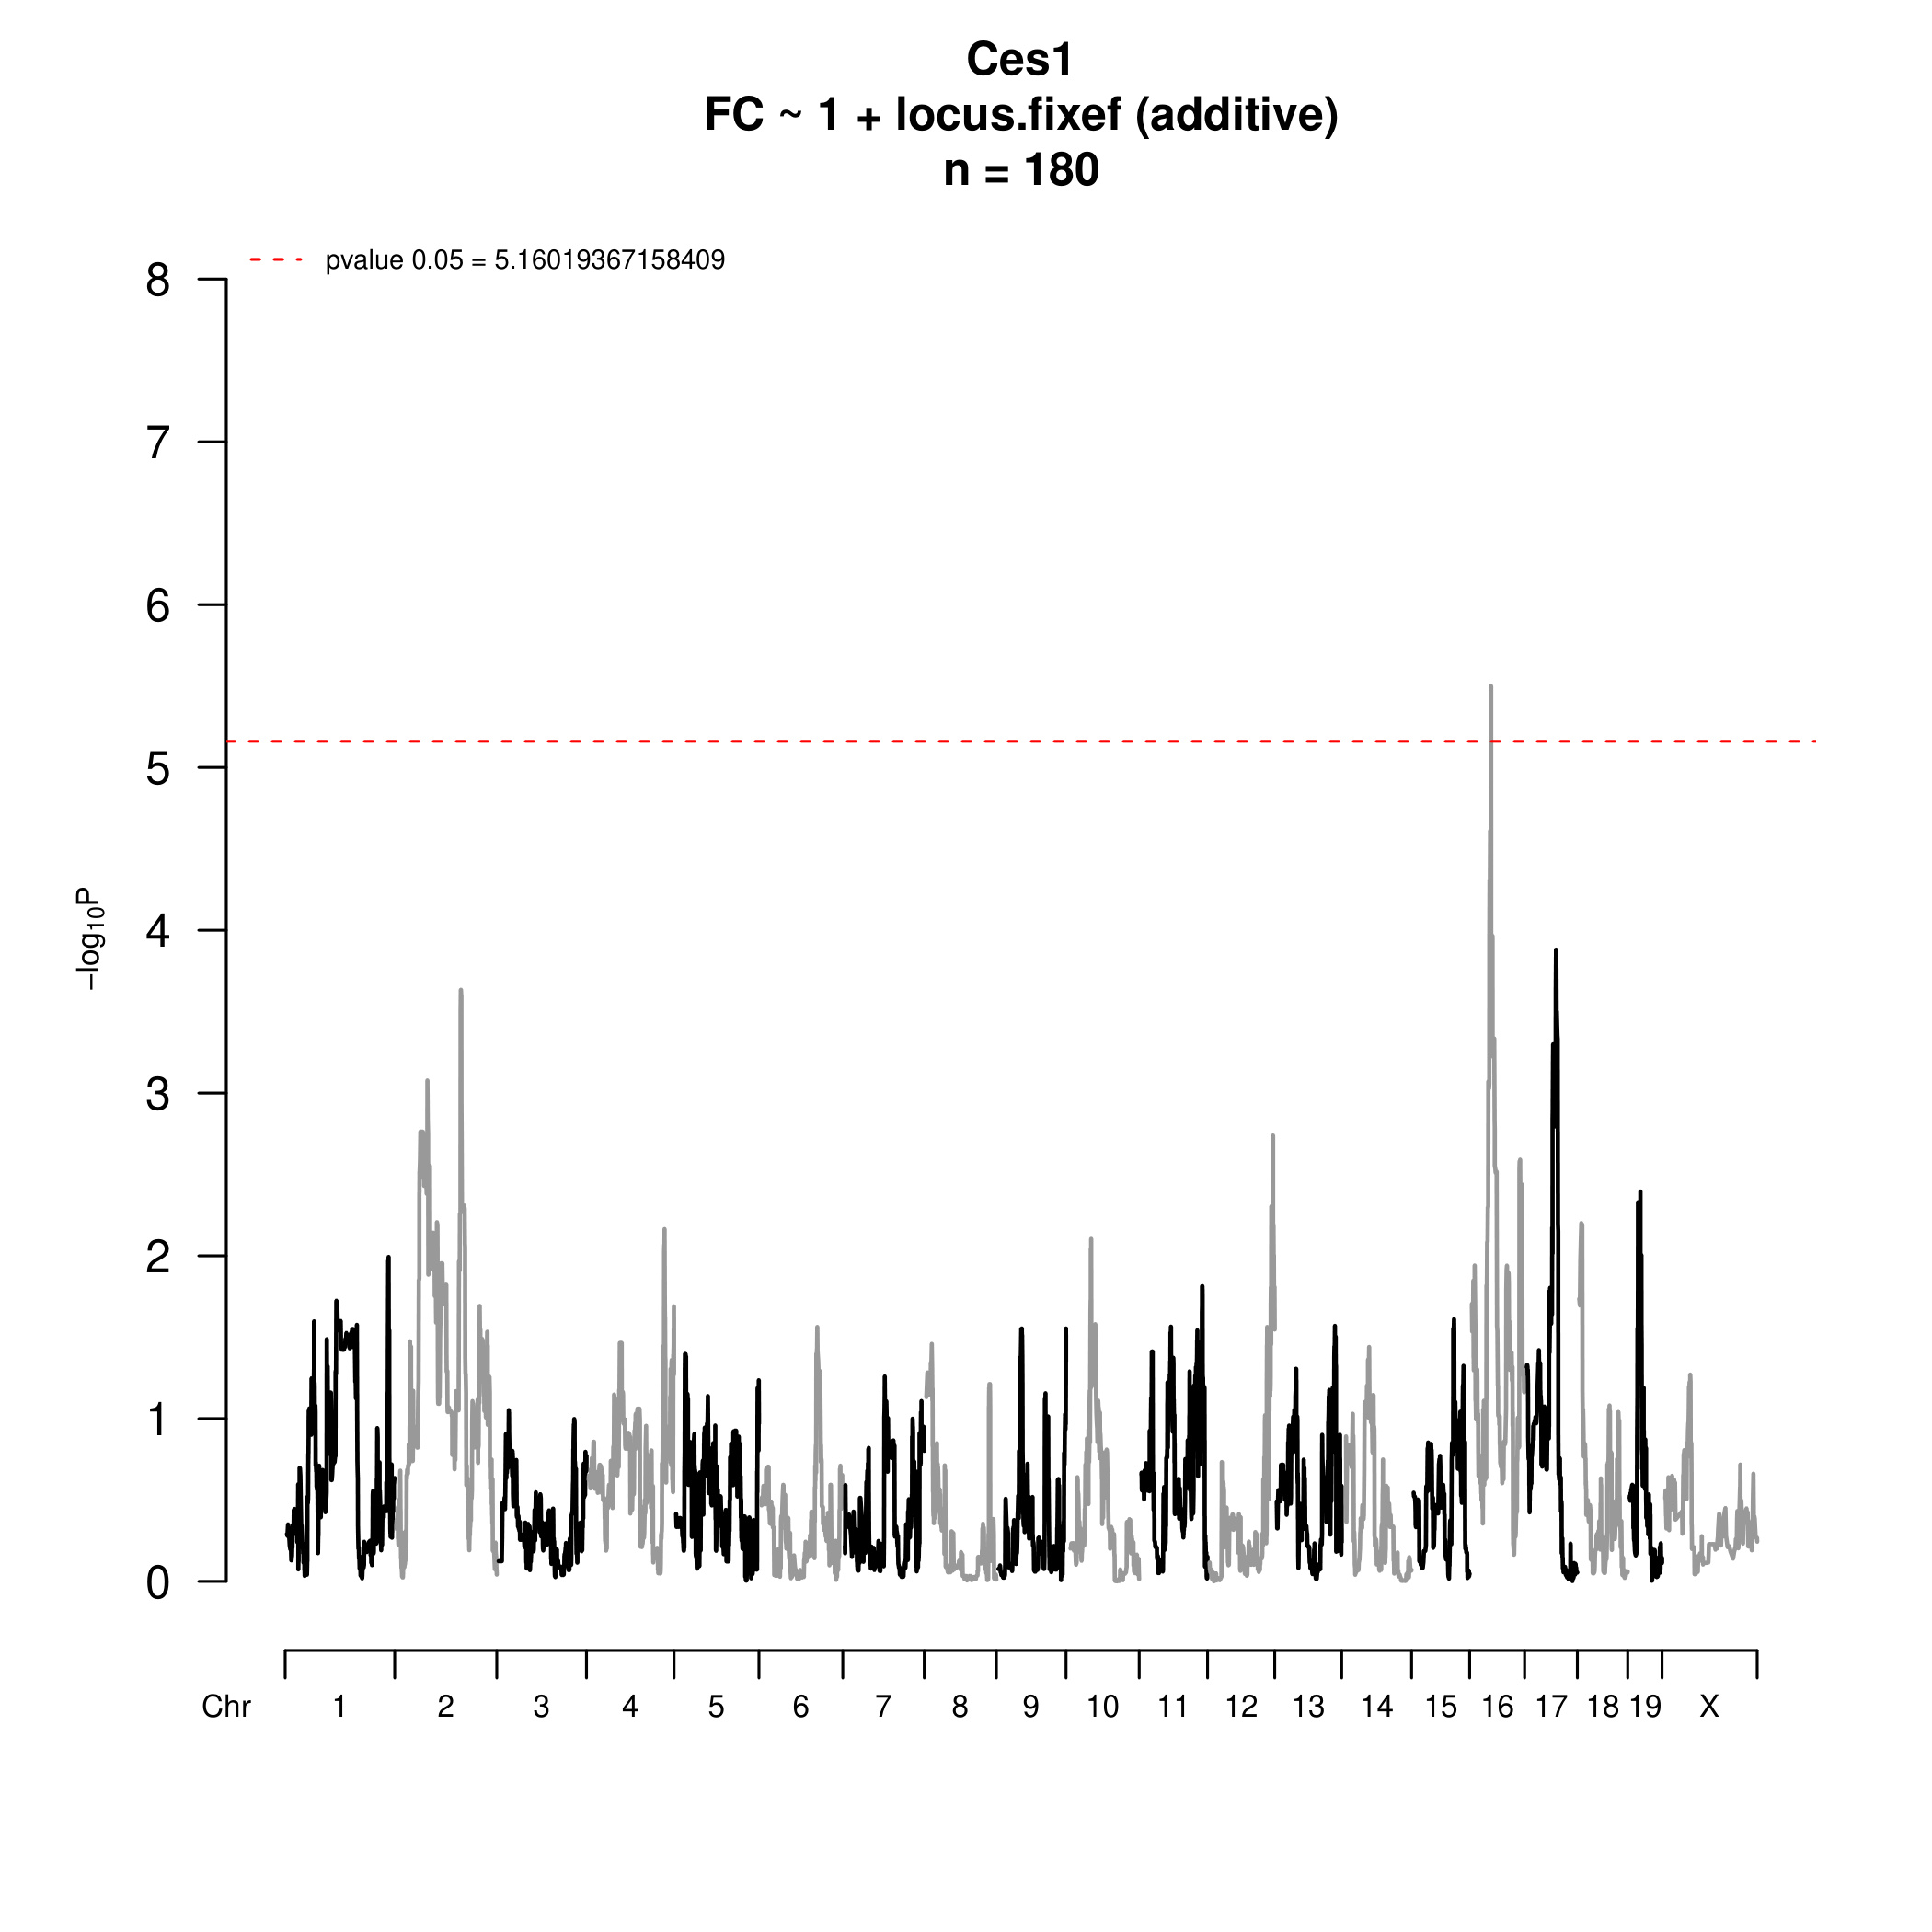 Ces1
FC ~ 1 + locus.fixef (additive)
n = 180
pvalue 0.05 = 5.16019367158409
8
7
6
5
4
3
2
1
0
−log10P
Chr 1 2 3 4 5 6 7 8 9 10 11 12 13 14 15 16 17 18 19 X